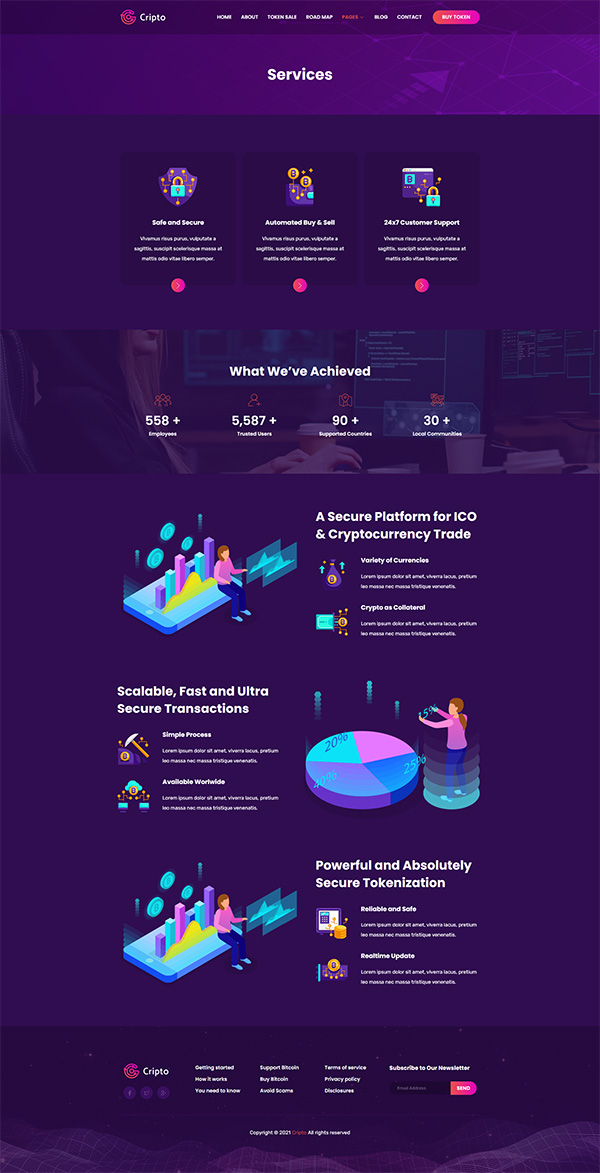 Cripto
HOME ABOUT TOKEN SALE ROAD MAP PAGES BLOG CONTACT BUY TOKEN
Services
Safe and Secure
Vivamus risus purus, vulputate a
sagittis, suscipit scelerisque massa at
mattis odio vitae libero semper.
Automated Buy & Sell
Vivamus risus purus, vulputate a
sagittis, suscipit scelerisque massa at
mattis odio vitae libero semper.
24x7 Customer Support
Vivamus risus purus, vulputate a
sagittis, suscipit scelerisque massa at
mattis odio vitae libero semper.
What We've Achieved
558 +
Employees
5,587 +
Trusted Users
90 +
Supported Countries
30 +
Local Communities
A Secure Platform for ICO
& Cryptocurrency Trade
Variety of Currencies
Lorem ipsum dolor sit amet, viverra lacus, pretium
leo massa nec massa tristique venenatis.
Crypto as Collateral
Lorem ipsum dolor sit amet, viverra lacus, pretium
leo massa nec massa tristique venenatis.
Scalable, Fast and Ultra
Secure Transactions
Simple Process
Lorem ipsum dolor sit amet, viverra lacus, pretium
leo massa nec massa tristique venenatis.
Available Worlwide
Lorem ipsum dolor sit amet, viverra lacus, pretium
leo massa nec massa tristique venenatis.
15%
20%
25%
40%
Powerful and Absolutely
Secure Tokenization
Reliable and Safe
Lorem ipsum dolor sit amet, viverra lacus, pretium
leo nec massa tristique venenatis.
Realtime Update
Lorem ipsum dolor sit amet, viverra lacus, pretium
leo nec massa tristique venenatis.
Cripto
Getting started
How it works
You need to know
Support Bitcoin
Buy Bitcoin
Avoid Scams
Terms of service
Privacy policy
Disclosures
Subscribe to Our Newsletter
Email Address SEND
Copyright © 2021 Cripto All rights reserved